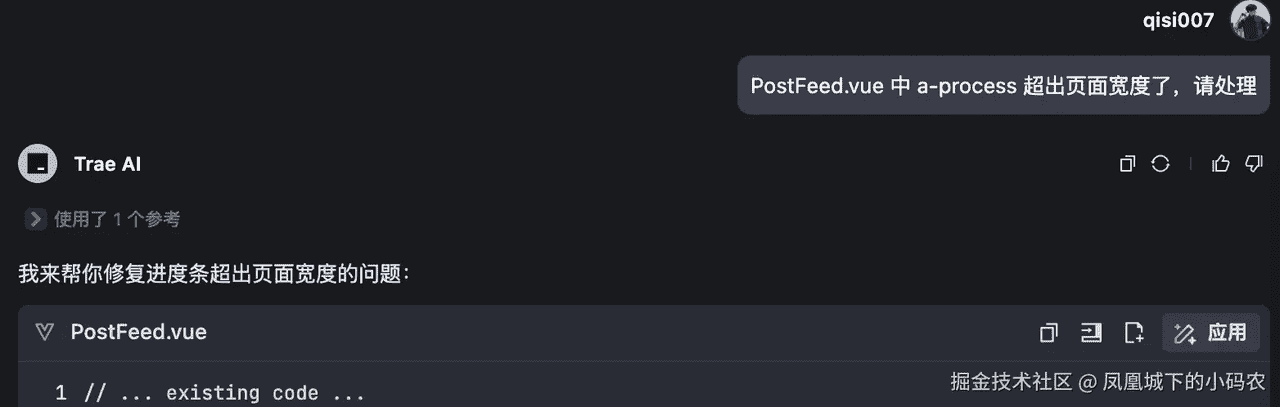 qisi007
PostFeed.vue 中 a-process 超出页面宽度了，请处理
Trae AI
使用了 1 个参考
我来帮你修复进度条超出页面宽度的问题：
PostFeed.vue
应用
1 // ... existing code ...
掘金技术社区 @ 凤凰城下的小码农